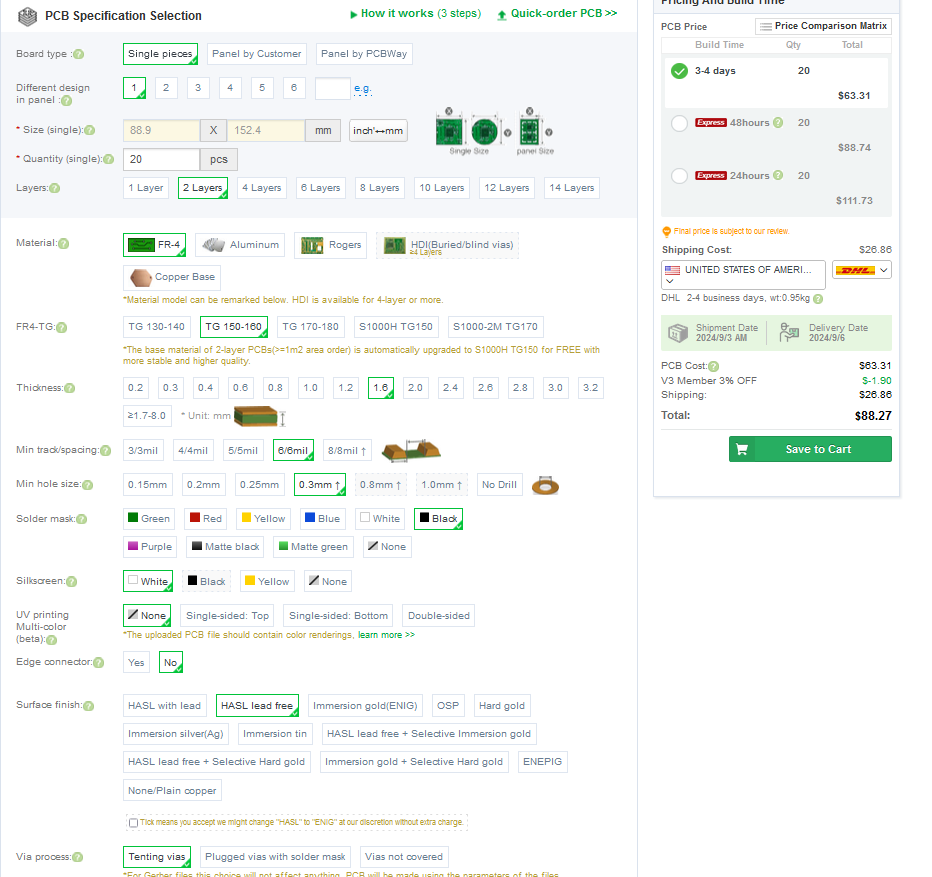 PCB Specification Selection
How it works (3 steps)
Quick-order PCB >>
Board type : Single pieces Panel by Customer Panel by PCBWay
Different design in panel : 1 2 3 4 5 6 e.g.
* Size (single): 88.9 X 152.4 mm inch'↔mm
Single Size panel Size
* Quantity (single): 20 pcs
Layers: 1 Layer 2 Layers 4 Layers 6 Layers 8 Layers 10 Layers 12 Layers 14 Layers
Material: FR-4 Aluminum Rogers HDI(Buried/blind vias)
≥4 Layers
Copper Base
*Material model can be remarked below. HDI is available for 4-layer or more.
FR4-TG: TG 130-140 TG 150-160 TG 170-180 S1000H TG150 S1000-2M TG170
*The base material of 2-layer PCBs(>=1m2 area order) is automatically upgraded to S1000H TG150 for FREE with
more stable and higher quality.
Thickness: 0.2 0.3 0.4 0.6 0.8 1.0 1.2 1.6 2.0 2.4 2.6 2.8 3.0 3.2
≥1.7-8.0 * Unit: mm
Min track/spacing: 3/3mil 4/4mil 5/5mil 6/6mil 8/8mil ↑
Min hole size: 0.15mm 0.2mm 0.25mm 0.3mm ↑ 0.8mm ↑ 1.0mm ↑ No Drill
Solder mask: Green Red Yellow Blue White Black
Purple Matte black Matte green None
Silkscreen: White Black Yellow None
UV printing Multi-color (beta): None Single-sided: Top Single-sided: Bottom Double-sided
*The uploaded PCB file should contain color renderings, learn more >>
Edge connector: Yes No
Surface finish: HASL with lead HASL lead free Immersion gold(ENIG) OSP Hard gold
Immersion silver(Ag) Immersion tin HASL lead free + Selective Immersion gold
HASL lead free + Selective Hard gold Immersion gold + Selective Hard gold ENEPIG
None/Plain copper
Tick means you accept we might change "HASL" to "ENIG" at our discretion without extra charge.
Via process: Tenting vias Plugged vias with solder mask Vias not covered
*For Gerber files this choice will not affect anything, PCB will be made using the parameters of the files.
Pricing And Build Time
PCB Price Price Comparison Matrix
Build Time Qty Total
3-4 days 20
$63.31
Express 48hours 20
$88.74
Express 24hours 20
$111.73
Final price is subject to our review.
Shipping Cost: $26.86
UNITED STATES OF AMERI... DHL
DHL 2-4 business days, wt:0.95kg
Shipment Date Delivery Date
2024/9/3 AM 2024/9/6
PCB Cost: $63.31
V3 Member 3% OFF $-1.90
Shipping: $26.86
Total: $88.27
Save to Cart